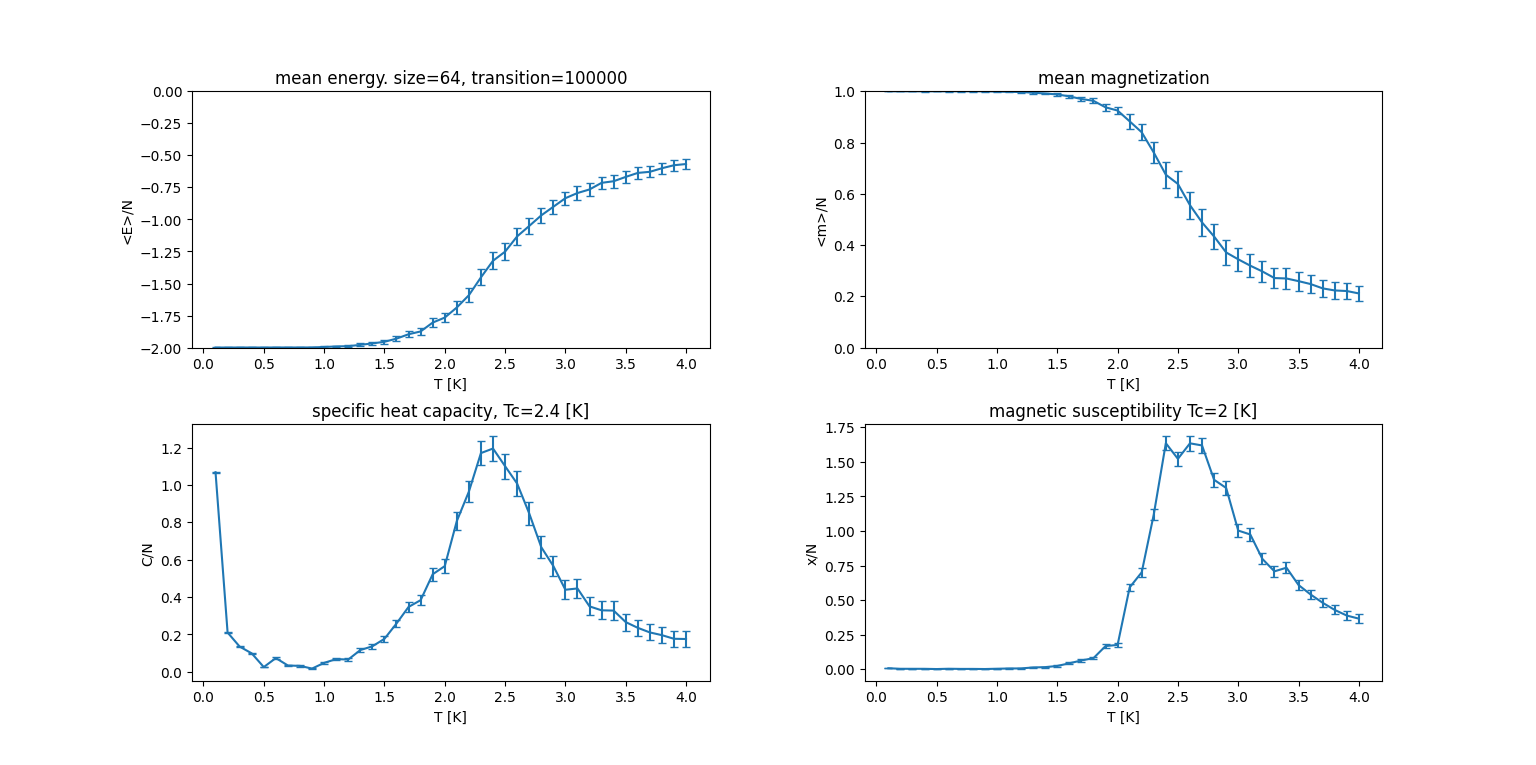 mean energy. size=64, transition=100000
0.00
−0.25
−0.50
−0.75
−1.00
−1.25
−1.50
−1.75
−2.00
<E>/N
0.0 0.5 1.0 1.5 2.0 2.5 3.0 3.5 4.0
T [K]
mean magnetization
1.0
0.8
0.6
0.4
0.2
0.0
<m>/N
0.0 0.5 1.0 1.5 2.0 2.5 3.0 3.5 4.0
T [K]
specific heat capacity, Tc=2.4 [K]
1.2
1.0
0.8
0.6
0.4
0.2
0.0
C/N
0.0 0.5 1.0 1.5 2.0 2.5 3.0 3.5 4.0
T [K]
magnetic susceptibility Tc=2 [K]
1.75
1.50
1.25
1.00
0.75
0.50
0.25
0.00
x/N
0.0 0.5 1.0 1.5 2.0 2.5 3.0 3.5 4.0
T [K]